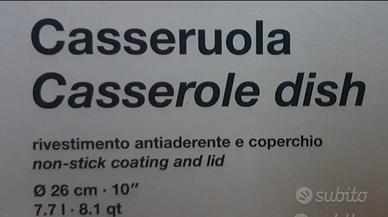 Casseruola
Casserole dish
rivestimento antiaderente e coperchio
non-stick coating and lid
Ø 26 cm · 10"
7.7 l · 8.1 qt
subito